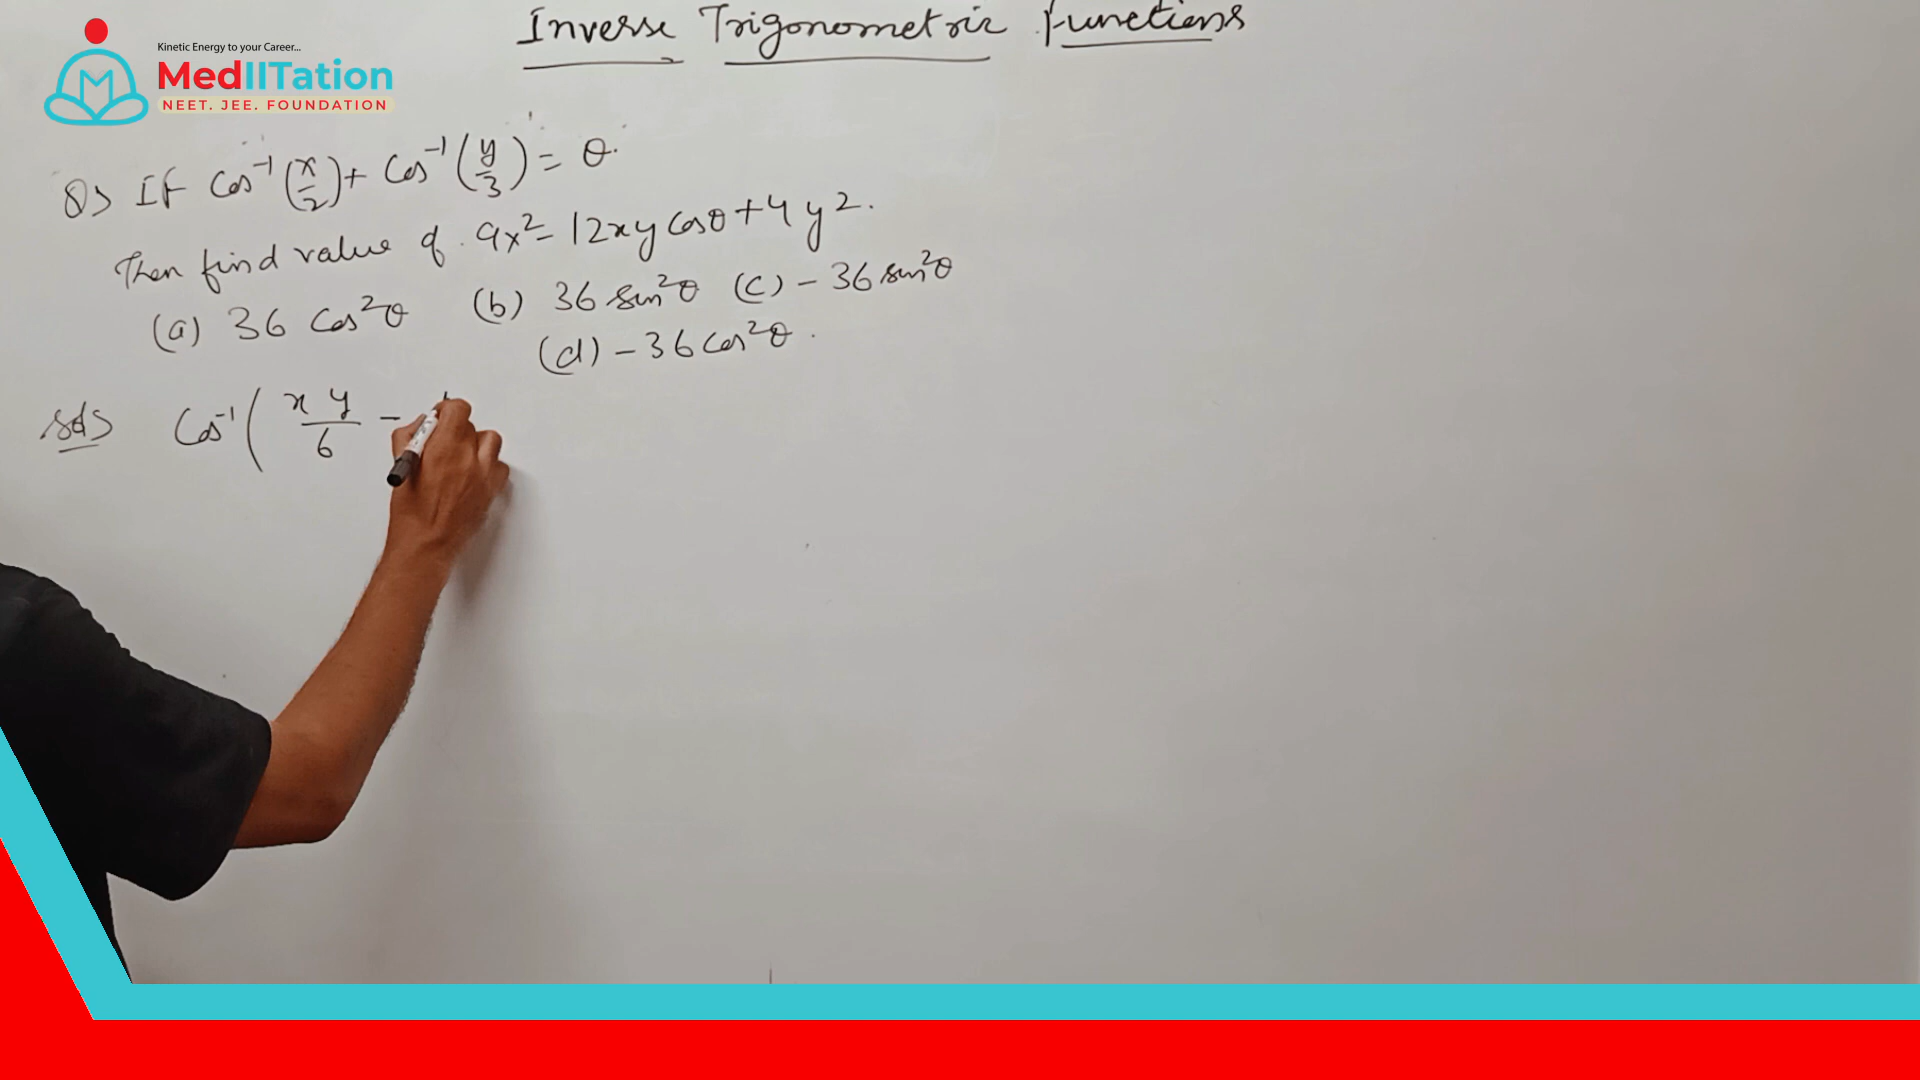 Inverse Trigonometric Functions
Kinetic Energy to your Career...
MedIITation
NEET. JEE. FOUNDATION
Q> If Cos⁻¹(x/2) + Cos⁻¹(y/3) = θ.
Then find value of 9x² - 12xy cosθ + 4y².
(a) 36 Cos²θ (b) 36 sin²θ (c) - 36 sin²θ
(d) - 36 cos²θ.
Sol> Cos⁻¹( xy/6 -